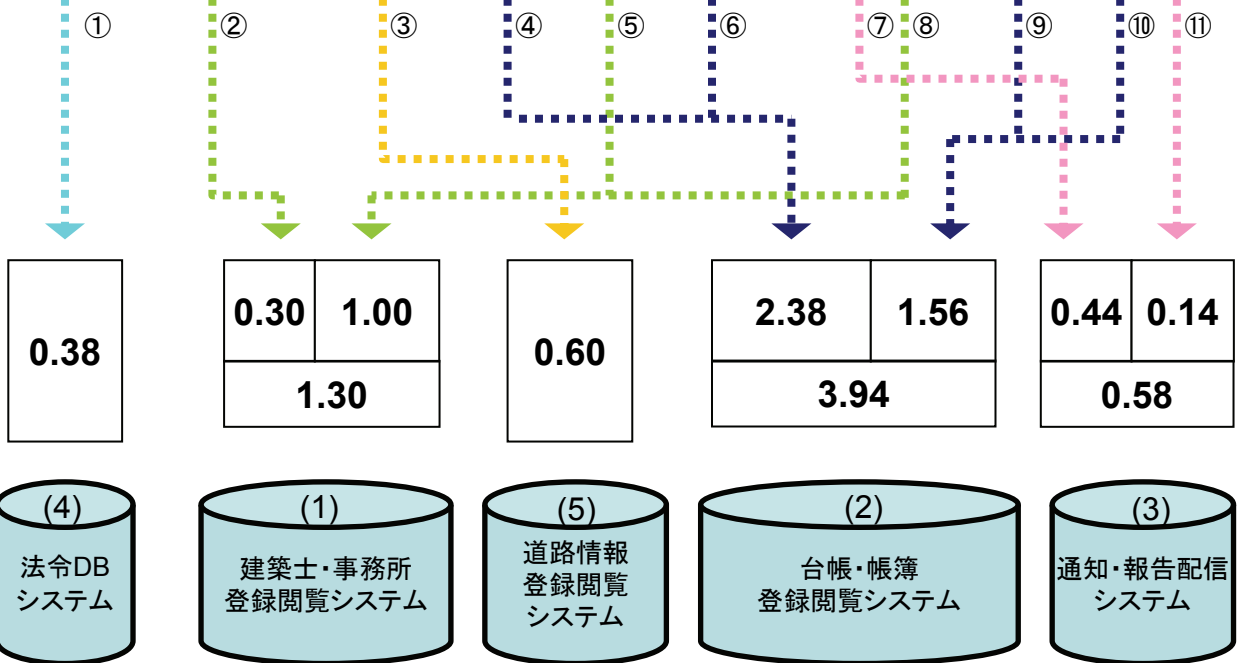 ① ② ③ ④ ⑤ ⑥ ⑦ ⑧ ⑨ ⑩ ⑪
0.38
0.30 1.00
1.30
0.60
2.38 1.56
3.94
0.44 0.14
0.58
(4)
法令DB
システム
(1)
建築士・事務所
登録閲覧システム
(5)
道路情報
登録閲覧
システム
(2)
台帳・帳簿
登録閲覧システム
(3)
通知・報告配信
システム